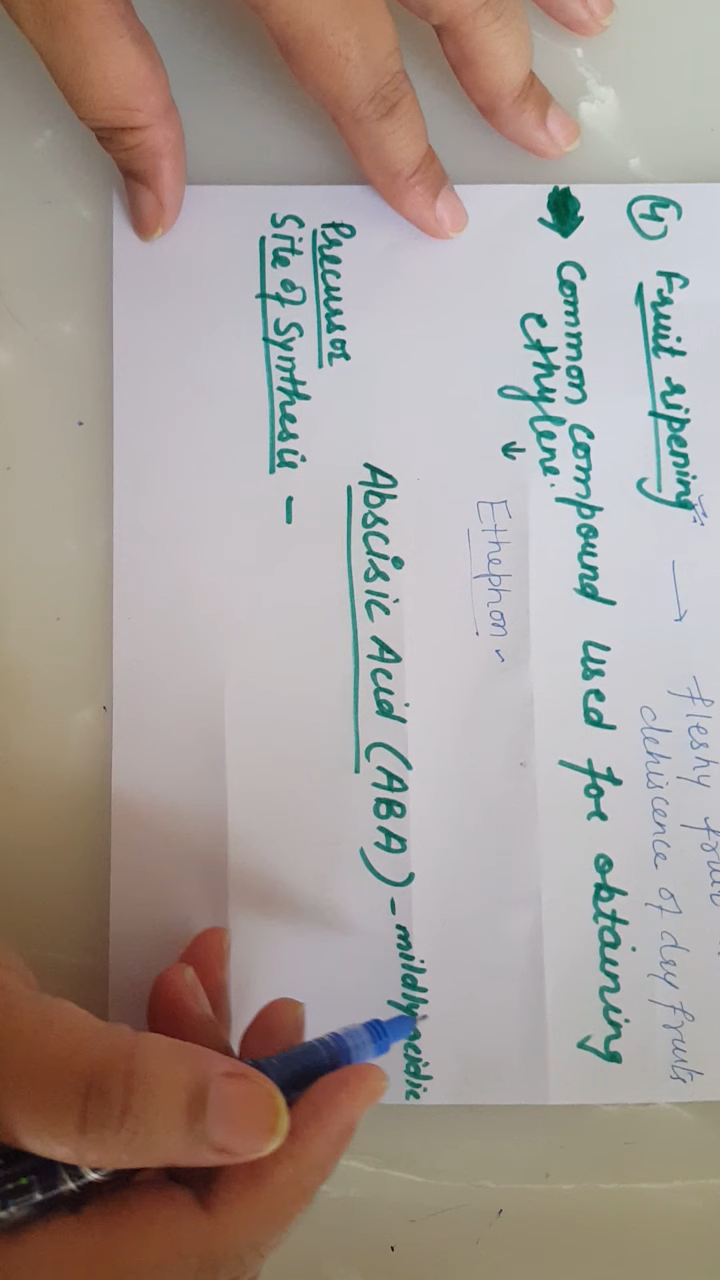 (4) Fruit ripening → fleshy fruit
dehiscence of dry fruits
→ Common compound used for obtaining
ethylene.
↓
Ethephon
Abscisic Acid (ABA) - mildly acidic
Precursor
Site of Synthesis -